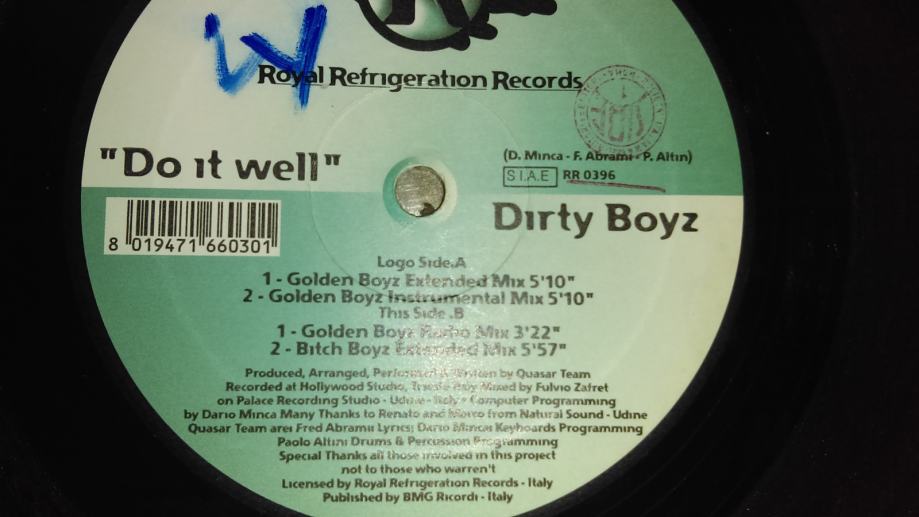 Royal Refrigeration Records
"Do it well"
(D. Minca - F. Abrami - P. Altin)
S.I.A.E RR 0396
Dirty Boyz
8 019471 660301
Logo Side.A
1 - Golden Boyz Extended Mix 5'10"
2 - Golden Boyz Instrumental Mix 5'10"
This Side .B
1 - Golden Boyz Radio Mix 3'22"
2 - Bitch Boyz Extended Mix 5'57"
Produced, Arranged, Performed & Written by Quasar Team
Recorded at Hollywood Studio, Trieste Italy Mixed by Fulvio Zafret
on Palace Recording Studio - Udine - Italy - Computer Programming
by Dario Minca Many Thanks to Renato and Marco from Natural Sound - Udine
Quasar Team are: Fred Abrami: Lyrics; Dario Minca: Keyboards Programming
Paolo Altini Drums & Percussion Programming
Special Thanks all those involved in this project
not to those who warren't
Licensed by Royal Refrigeration Records - Italy
Published by BMG Ricordi - Italy